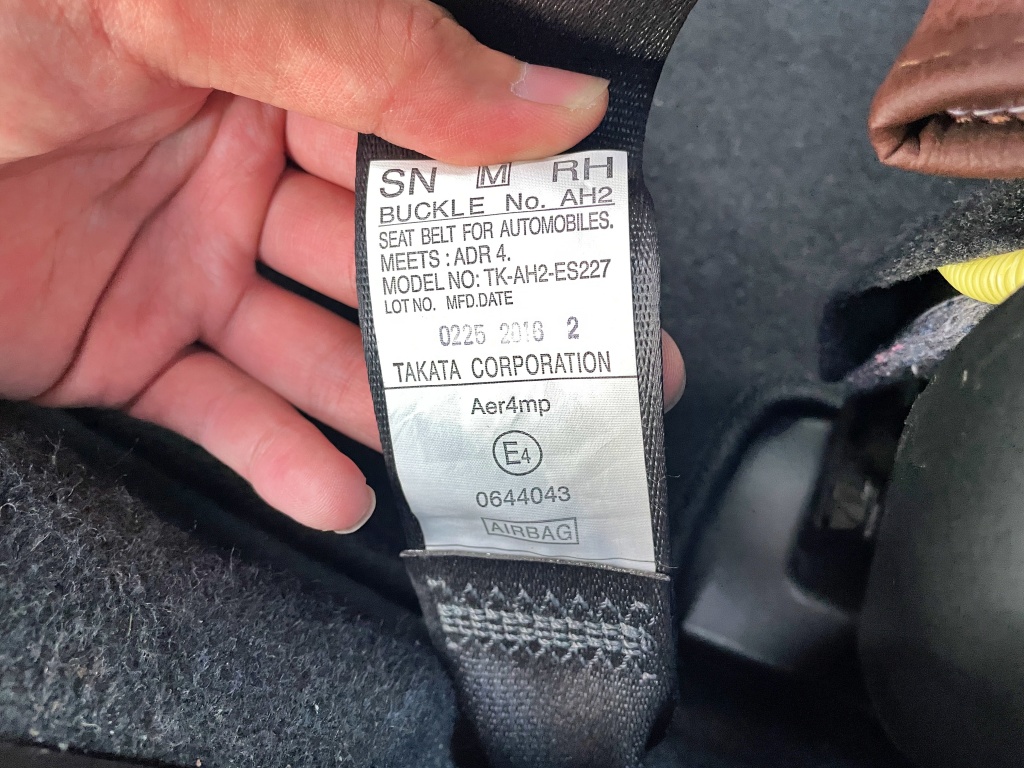 SN M RH
BUCKLE No. AH2
SEAT BELT FOR AUTOMOBILES.
MEETS : ADR 4.
MODEL NO: TK-AH2-ES227
LOT NO. MFD.DATE
0225 2016 2
TAKATA CORPORATION
Aer4mp
E4
0644043
AIRBAG